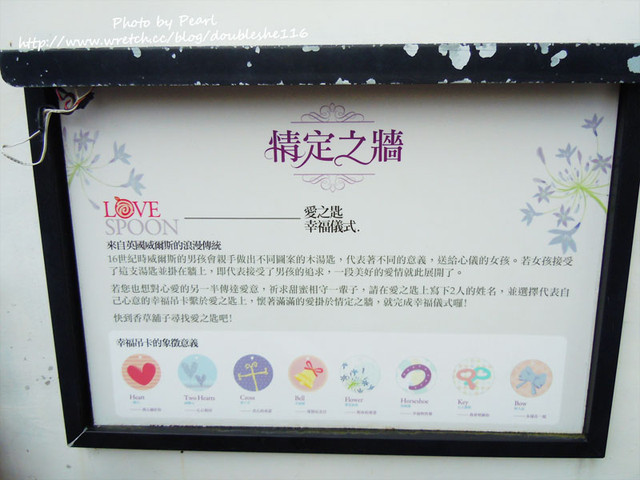 Photo by Pearl
http://www.wretch.cc/blog/doubleshe116
情定之牆
LOVE SPOON
愛之匙
幸福儀式.
來自英國威爾斯的浪漫傳統
16世紀時威爾斯的男孩會親手做出不同圖案的木湯匙，代表著不同的意義，送給心儀的女孩。若女孩接受
了這支湯匙並掛在牆上，即代表接受了男孩的追求，一段美好的愛情就此展開了。
若您也想對心愛的另一半傳達愛意，祈求甜蜜相守一輩子，請在愛之匙上寫下2人的姓名，並選擇代表自
己心意的幸福吊卡繫於愛之匙上，懷著滿滿的愛掛於情定之牆，就完成幸福儀式囉!
快到香草鋪子尋找愛之匙吧!
幸福吊卡的象徵意義
Heart Two Hearts Cross Bell Flower Horseshoe Key Bow